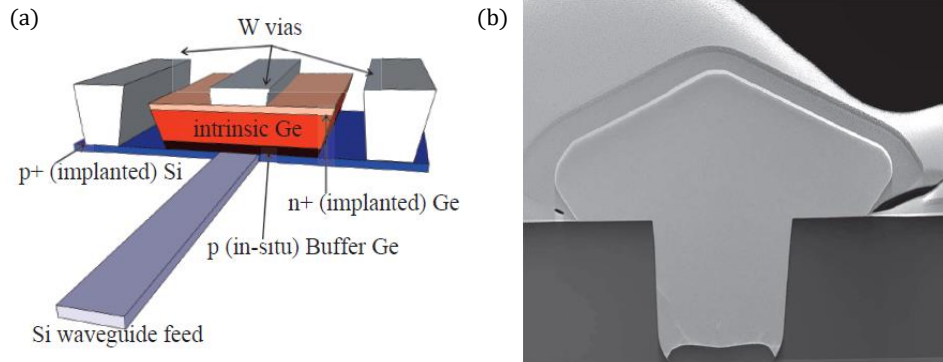 (a)
W vias
intrinsic Ge
p+ (implanted) Si
n+ (implanted) Ge
p (in-situ) Buffer Ge
Si waveguide feed
(b)